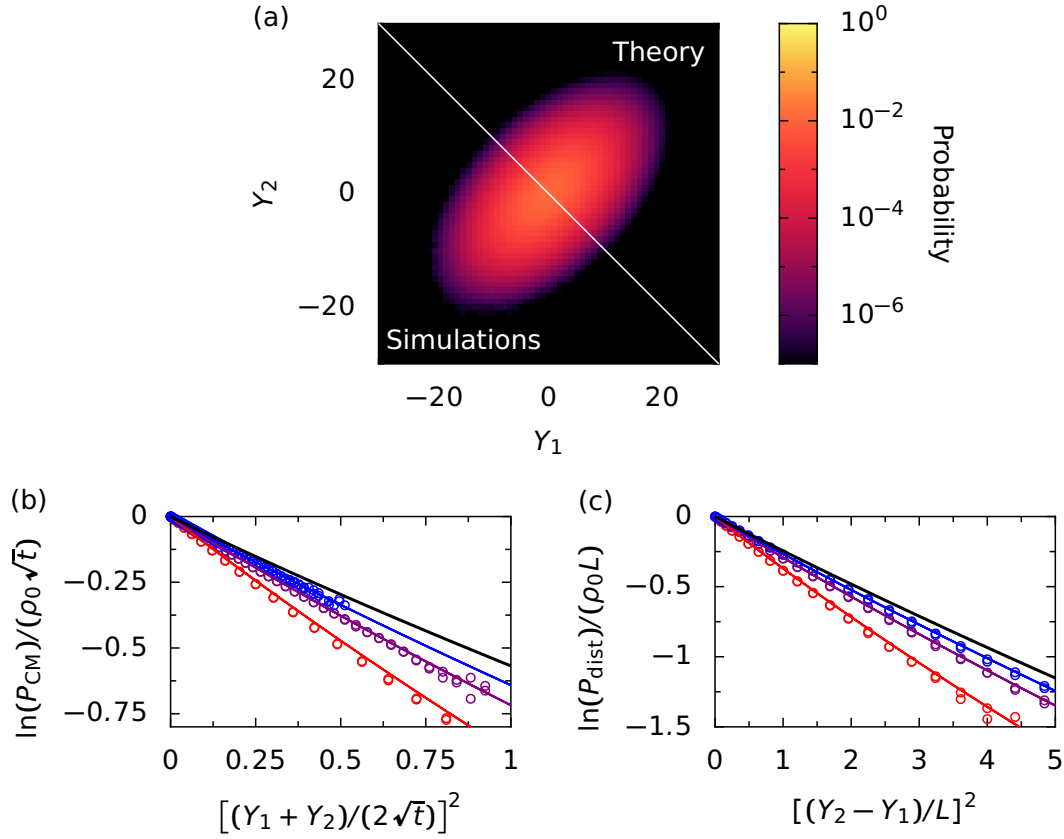 (a)
Theory
Simulations
20
0
−20
Y₂
−20 0 20
Y₁
10⁰
10⁻²
10⁻⁴
10⁻⁶
Probability
(b)
0
−0.25
−0.5
−0.75
ln(P_CM)/(ρ₀√t)
0 0.25 0.5 0.75 1
[(Y₁ + Y₂)/(2√t)]²
(c)
0
−0.5
−1
−1.5
ln(P_dist)/(ρ₀L)
0 1 2 3 4 5
[(Y₂ − Y₁)/L]²